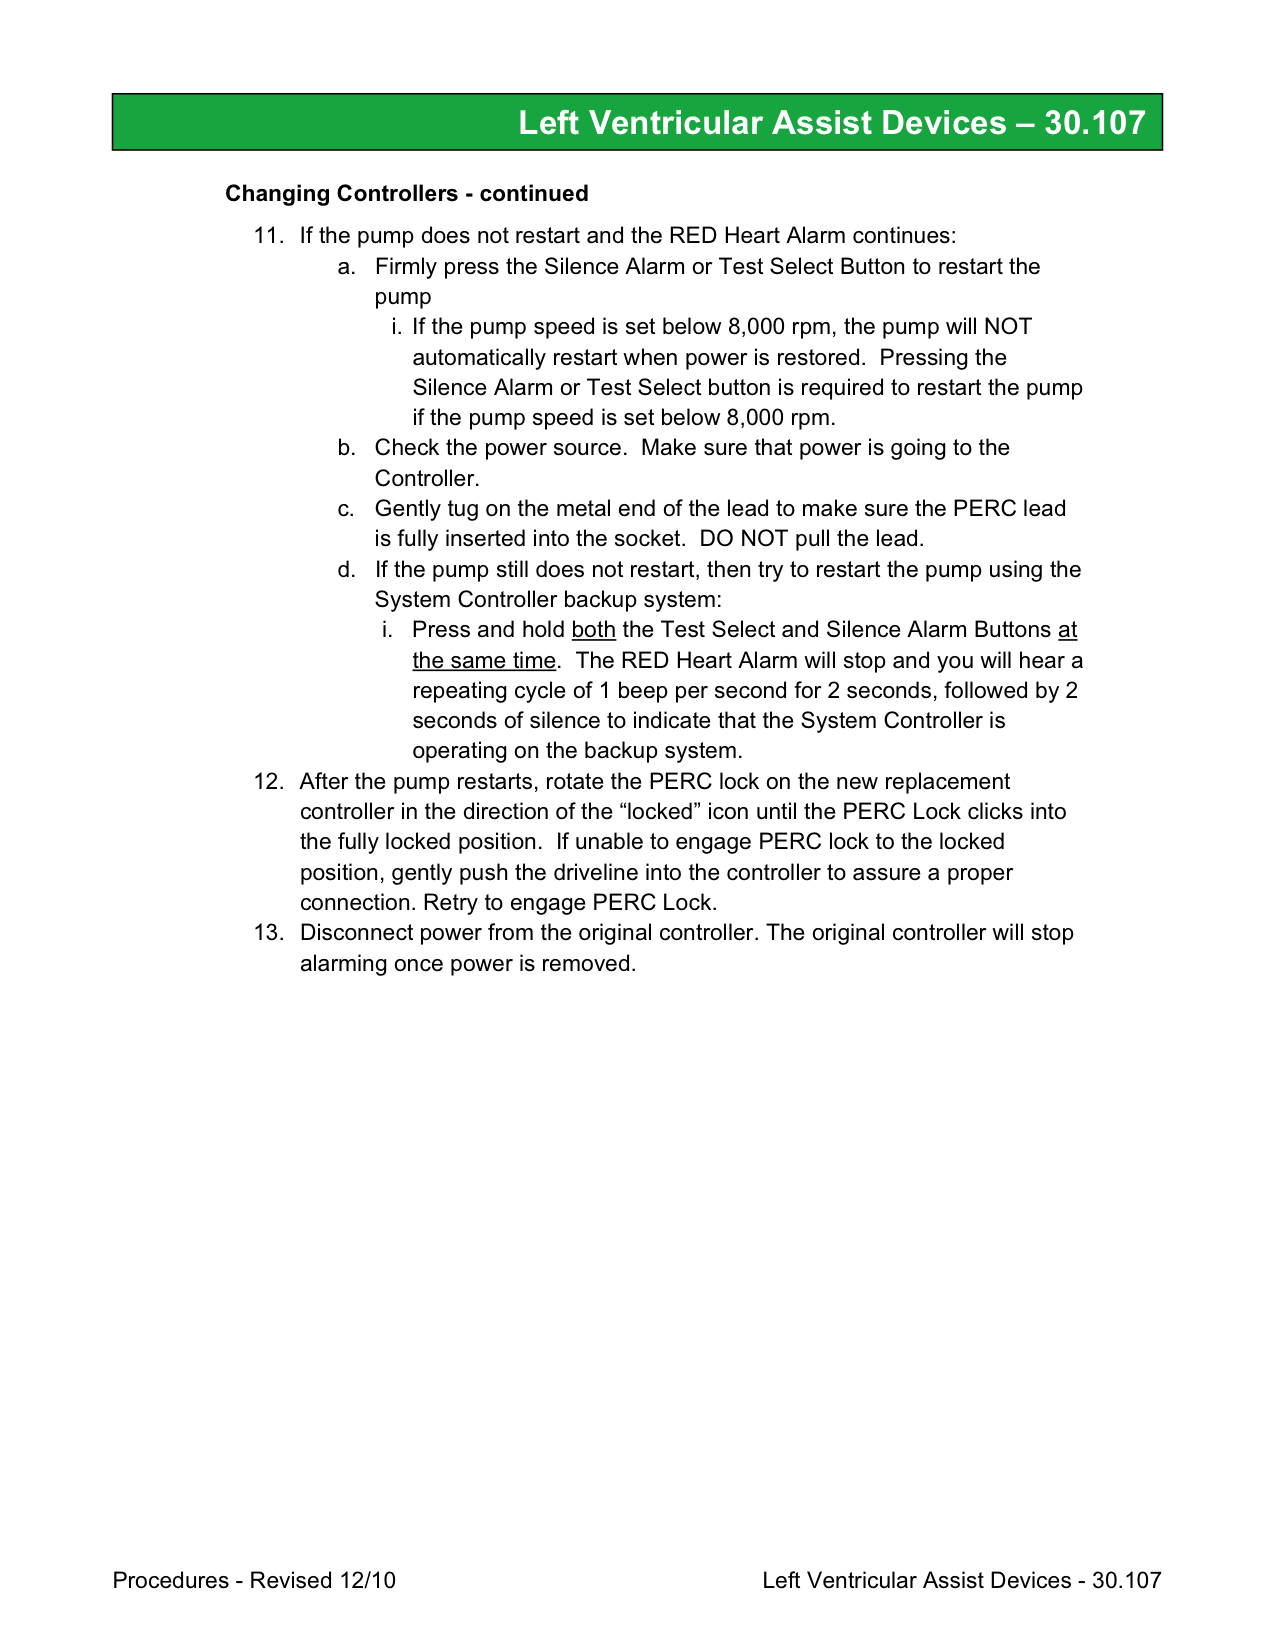 Left Ventricular Assist Devices – 30.107
Changing Controllers - continued
11. If the pump does not restart and the RED Heart Alarm continues:
a. Firmly press the Silence Alarm or Test Select Button to restart the
pump
i. If the pump speed is set below 8,000 rpm, the pump will NOT
automatically restart when power is restored.  Pressing the
Silence Alarm or Test Select button is required to restart the pump
if the pump speed is set below 8,000 rpm.
b. Check the power source.  Make sure that power is going to the
Controller.
c. Gently tug on the metal end of the lead to make sure the PERC lead
is fully inserted into the socket.  DO NOT pull the lead.
d. If the pump still does not restart, then try to restart the pump using the
System Controller backup system:
i. Press and hold both the Test Select and Silence Alarm Buttons at
the same time.  The RED Heart Alarm will stop and you will hear a
repeating cycle of 1 beep per second for 2 seconds, followed by 2
seconds of silence to indicate that the System Controller is
operating on the backup system.
12. After the pump restarts, rotate the PERC lock on the new replacement
controller in the direction of the “locked” icon until the PERC Lock clicks into
the fully locked position.  If unable to engage PERC lock to the locked
position, gently push the driveline into the controller to assure a proper
connection. Retry to engage PERC Lock.
13. Disconnect power from the original controller. The original controller will stop
alarming once power is removed.
Procedures - Revised 12/10
Left Ventricular Assist Devices - 30.107